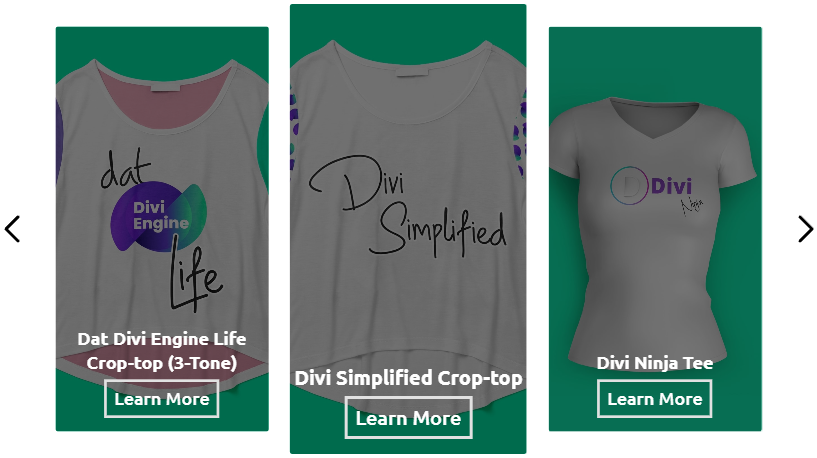 dat
Divi
Engine
Life
Dat Divi Engine Life
Crop-top (3-Tone)
Learn More
Divi
Simplified
Divi Simplified Crop-top
Learn More
D Divi
Ninja
Divi Ninja Tee
Learn More